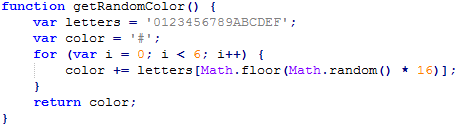 function getRandomColor() {
    var letters = '0123456789ABCDEF';
    var color = '#';
    for (var i = 0; i < 6; i++) {
        color += letters[Math.floor(Math.random() * 16)];
    }
    return color;
}